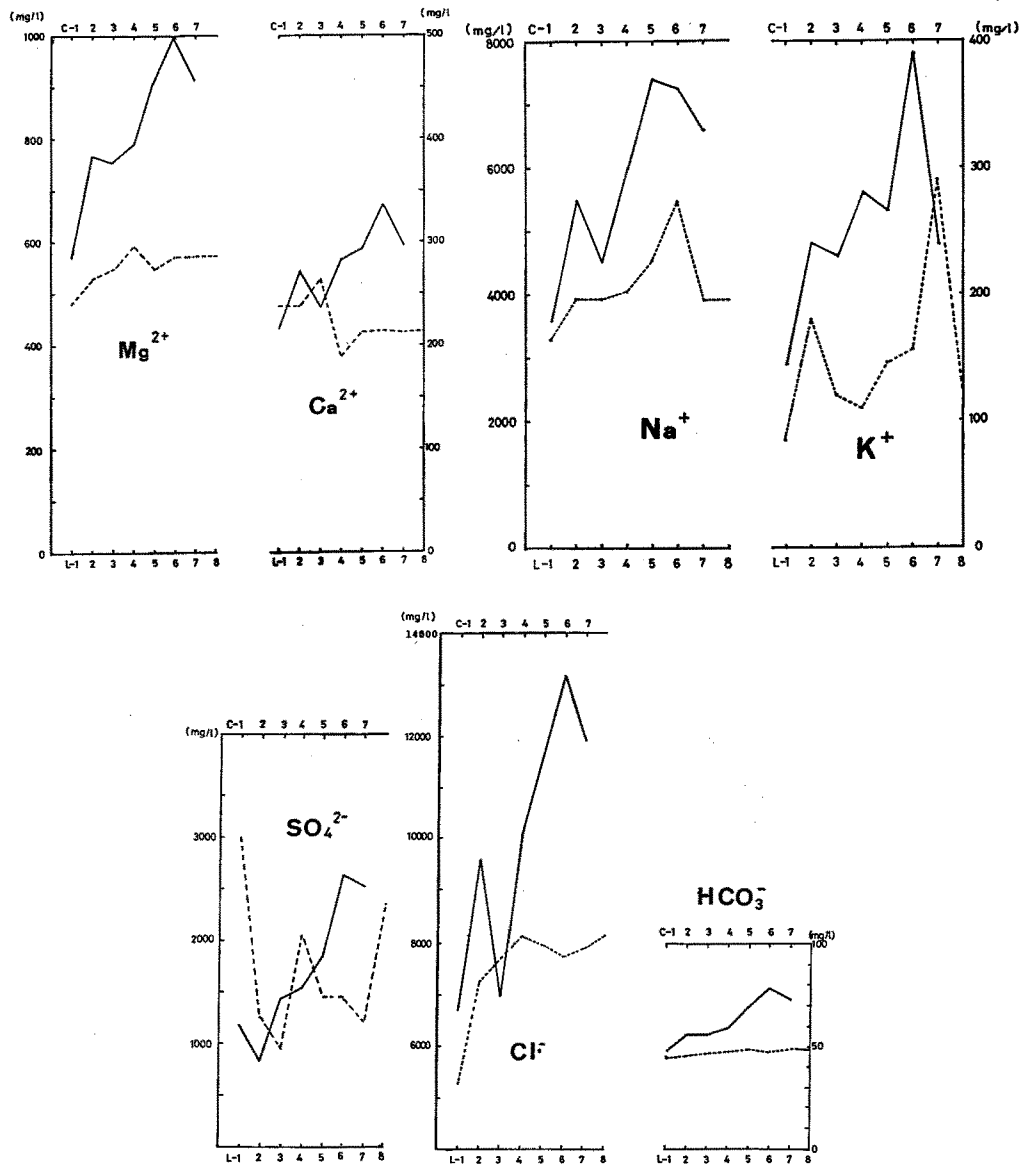 (mg/l) C-1 2 3 4 5 6 7
1000
800
600
400
200
0
Mg2+
L-1 2 3 4 5 6 7 8
C-1 2 3 4 5 6 7 (mg/l
500
400
300
200
100
0
Ca2+
L-1 2 3 4 5 6 7 8
(mg/l) C-1 2 3 4 5 6 7
8000
6000
4000
2000
0
Na+
L-1 2 3 4 5 6 7 8
C-1 2 3 4 5 6 7 (mg/l)
400
300
200
100
0
K+
L-1 2 3 4 5 6 7 8
(mg/l) C-1 2 3 4 5 6 7
3000
2000
1000
SO4 2-
L-1 2 3 4 5 6 7 8
(mg/l)
14000 C-1 2 3 4 5 6 7
12000
10000
8000
6000
Cl-
L-1 2 3 4 5 6 7 8
HCO3-
C-1 2 3 4 5 6 7 (mg/l)
100
50
0
L-1 2 3 4 5 6 7 8